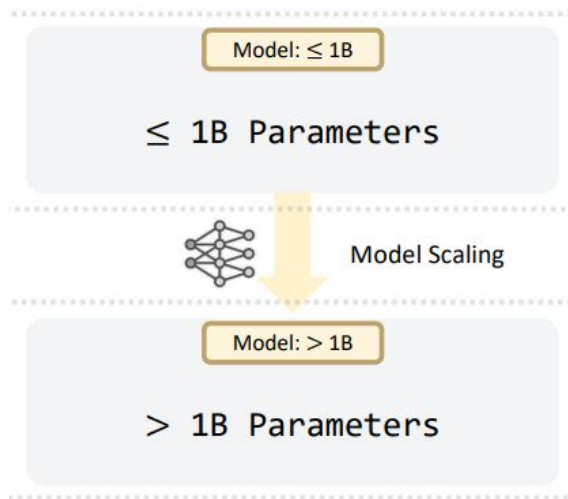 Model: ≤ 1B
≤ 1B Parameters
Model Scaling
Model: > 1B
> 1B Parameters